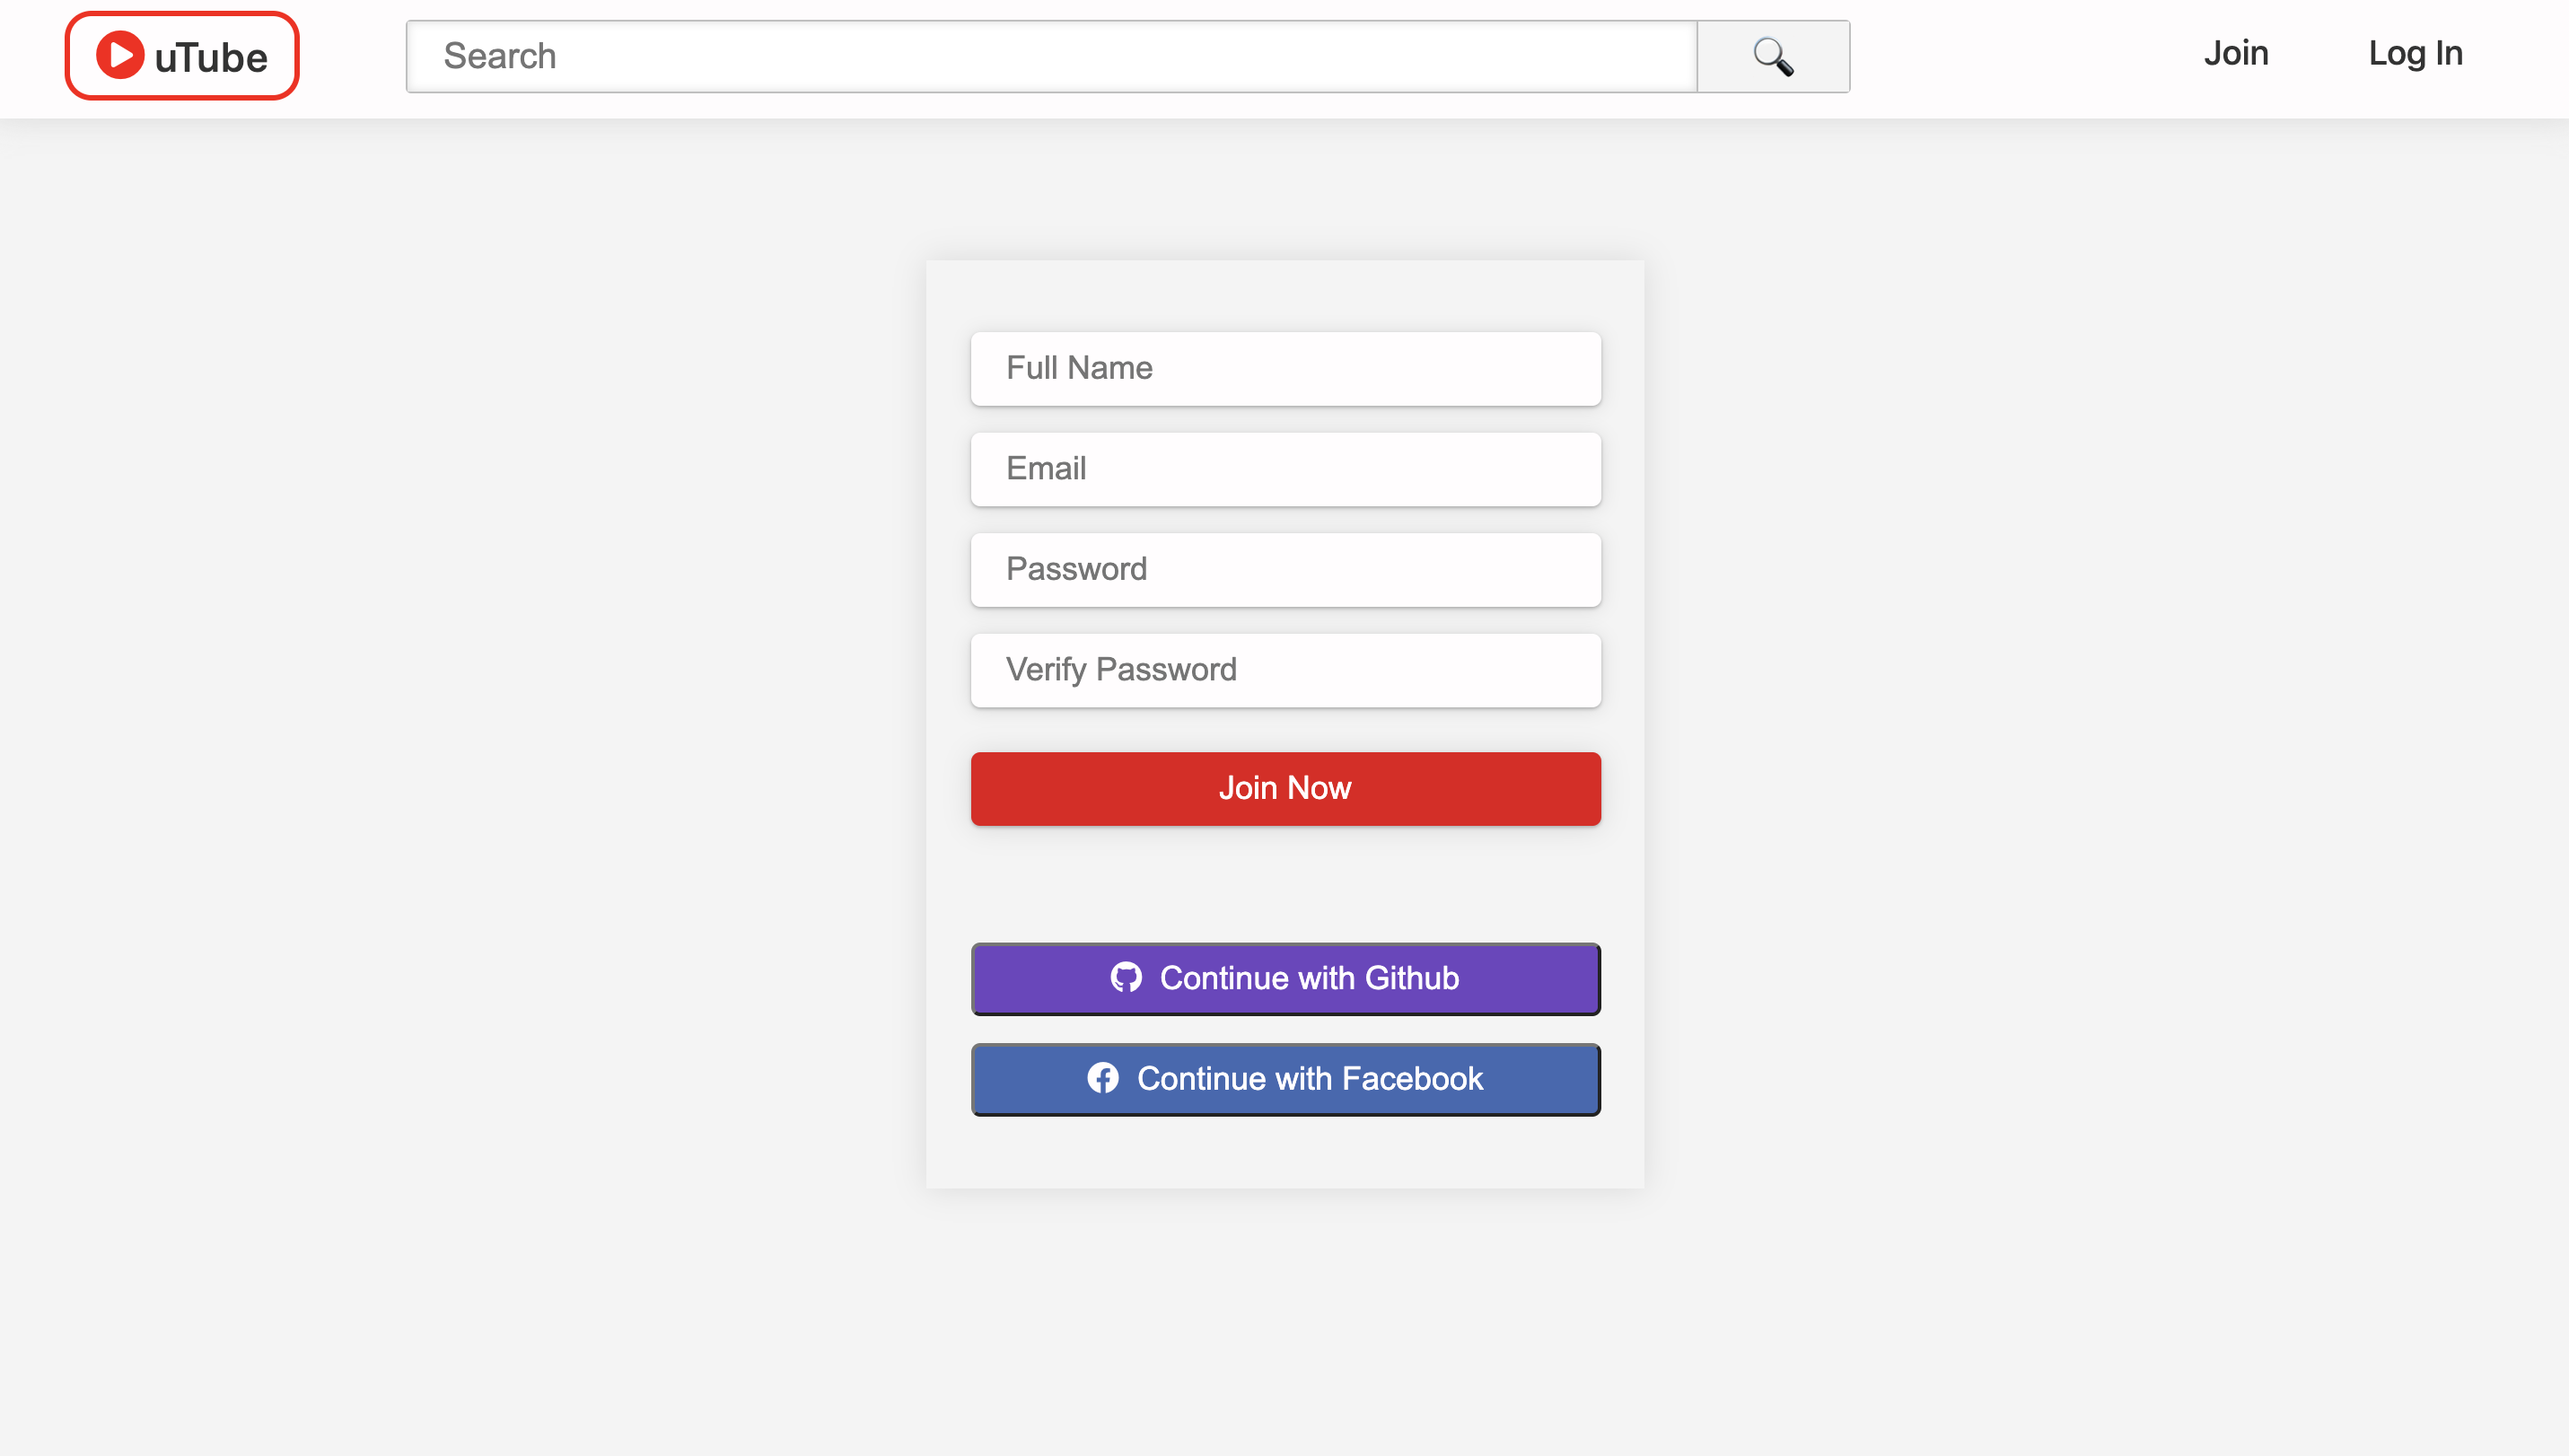 uTube
Search
Join
Log In
Full Name
Email
Password
Verify Password
Join Now
Continue with Github
Continue with Facebook